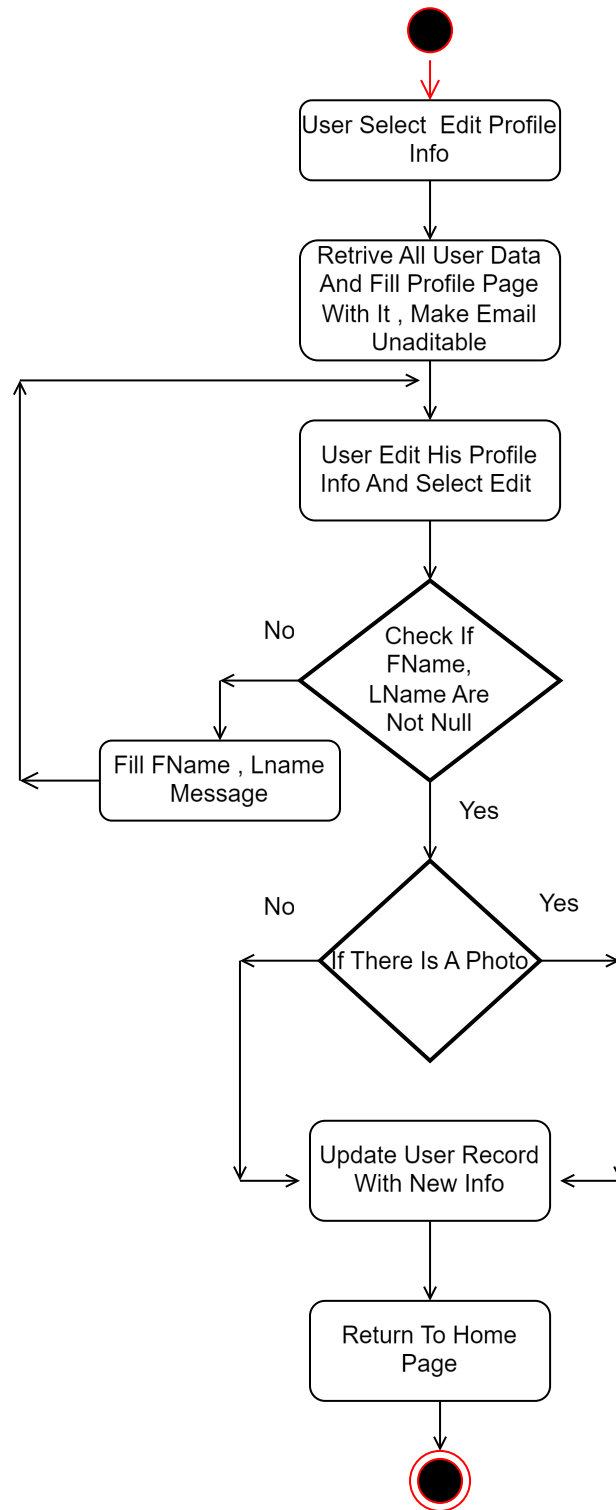 User Select  Edit Profile
Info
Retrive All User Data
And Fill Profile Page
With It , Make Email
Unaditable
User Edit His Profile
Info And Select Edit
No
Check If
FName,
LName Are
Not Null
Fill FName , Lname
Message
Yes
No
Yes
If There Is A Photo
Update User Record
With New Info
Return To Home
Page